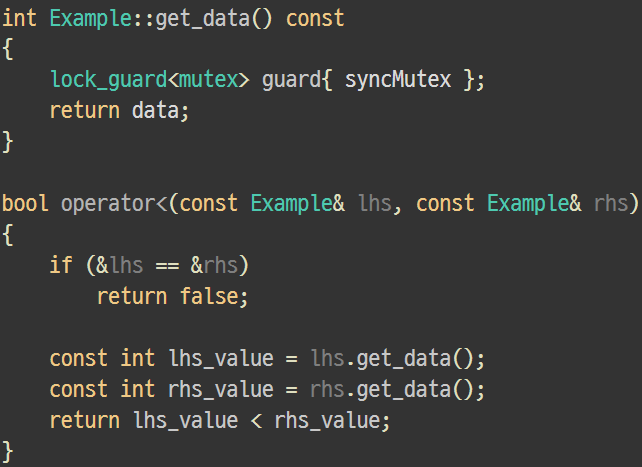 int Example::get_data() const
{
    lock_guard<mutex> guard{ syncMutex };
    return data;
}

bool operator<(const Example& lhs, const Example& rhs)
{
    if (&lhs == &rhs)
        return false;

    const int lhs_value = lhs.get_data();
    const int rhs_value = rhs.get_data();
    return lhs_value < rhs_value;
}